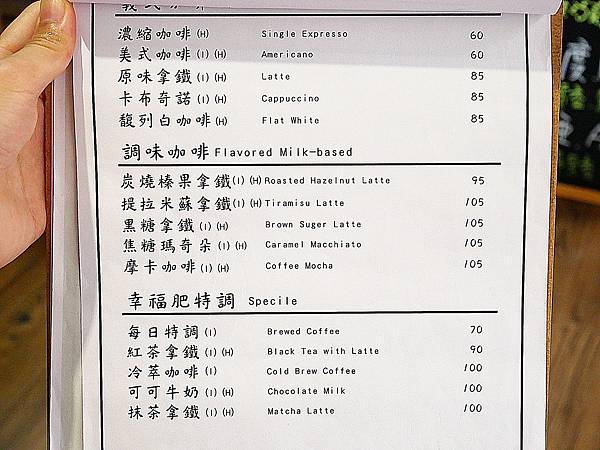 義式咖啡
濃縮咖啡(H) Single Expresso 60
美式咖啡(I)(H) Americano 60
原味拿鐵(I)(H) Latte 85
卡布奇諾(I)(H) Cappuccino 85
馥列白咖啡(H) Flat White 85
調味咖啡 Flavored Milk-based
炭燒榛果拿鐵(I)(H) Roasted Hazelnut Latte 95
提拉米蘇拿鐵(I)(H) Tiramisu Latte 105
黑糖拿鐵(I)(H) Brown Suger Latte 105
焦糖瑪奇朵(I)(H) Caramel Macchiato 105
摩卡咖啡(I)(H) Coffee Mocha 105
幸福肥特調 Specile
每日特調(I) Brewed Coffee 70
紅茶拿鐵(I)(H) Black Tea with Latte 90
冷萃咖啡(I) Cold Brew Coffee 100
可可牛奶(I)(H) Chocolate Milk 100
抹茶拿鐵(I)(H) Matcha Latte 100
度